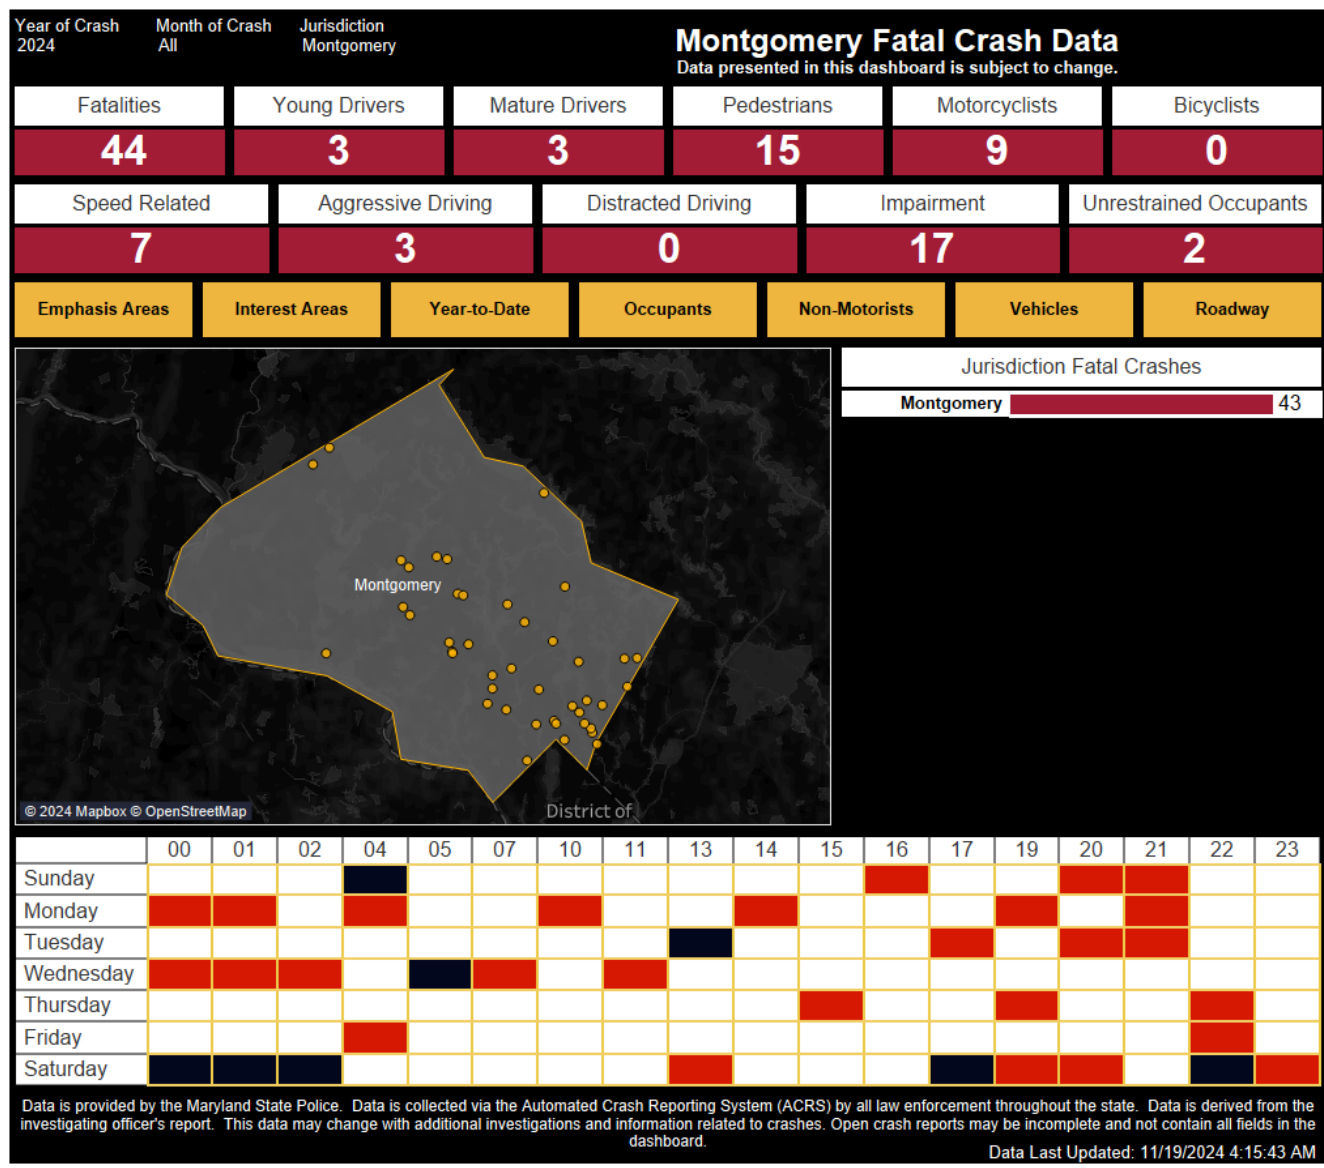 Year of Crash Month of Crash Jurisdiction
2024 All Montgomery
Montgomery Fatal Crash Data
Data presented in this dashboard is subject to change.
Fatalities Young Drivers Mature Drivers Pedestrians Motorcyclists Bicyclists
44 3 3 15 9 0
Speed Related Aggressive Driving Distracted Driving Impairment Unrestrained Occupants
7 3 0 17 2
Emphasis Areas Interest Areas Year-to-Date Occupants Non-Motorists Vehicles Roadway
Jurisdiction Fatal Crashes
Montgomery 43
Montgomery
District of
© 2024 Mapbox © OpenStreetMap
00 01 02 04 05 07 10 11 13 14 15 16 17 19 20 21 22 23
Sunday
Monday
Tuesday
Wednesday
Thursday
Friday
Saturday
Data is provided by the Maryland State Police. Data is collected via the Automated Crash Reporting System (ACRS) by all law enforcement throughout the state. Data is derived from the
investigating officer's report. This data may change with additional investigations and information related to crashes. Open crash reports may be incomplete and not contain all fields in the
dashboard.
Data Last Updated: 11/19/2024 4:15:43 AM